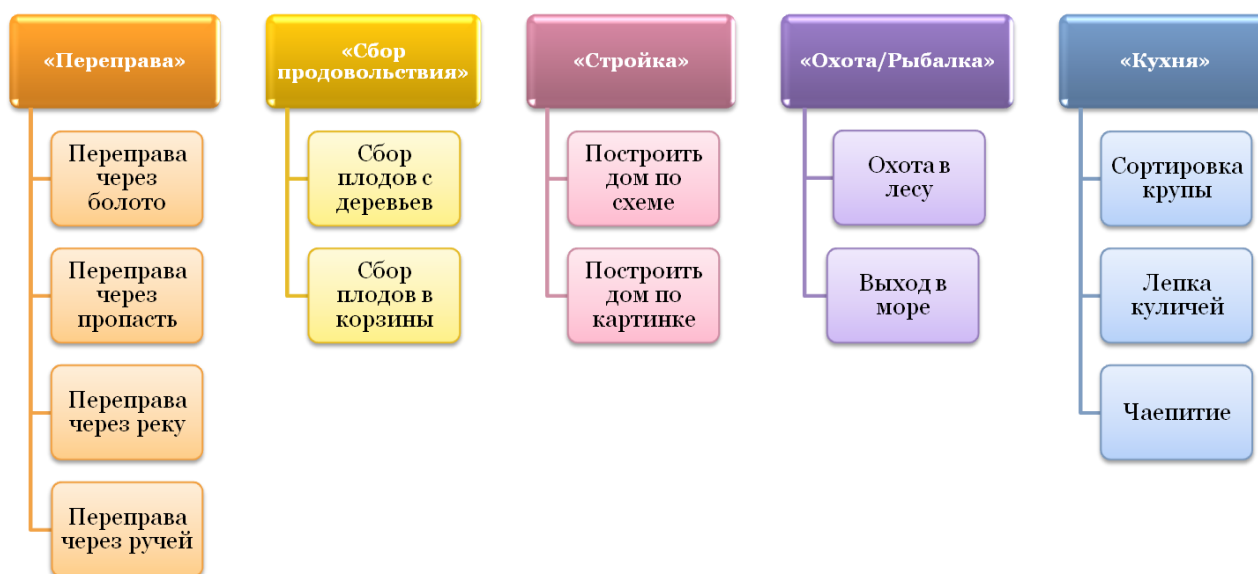 «Переправа»
Переправа
через
болото
Переправа
через
пропасть
Переправа
через реку
Переправа
через ручей
«Сбор
продовольствия»
Сбор
плодов с
деревьев
Сбор
плодов в
корзины
«Стройка»
Построить
дом по
схеме
Построить
дом по
картинке
«Охота/Рыбалка»
Охота в
лесу
Выход в
море
«Кухня»
Сортировка
крупы
Лепка
куличей
Чаепитие